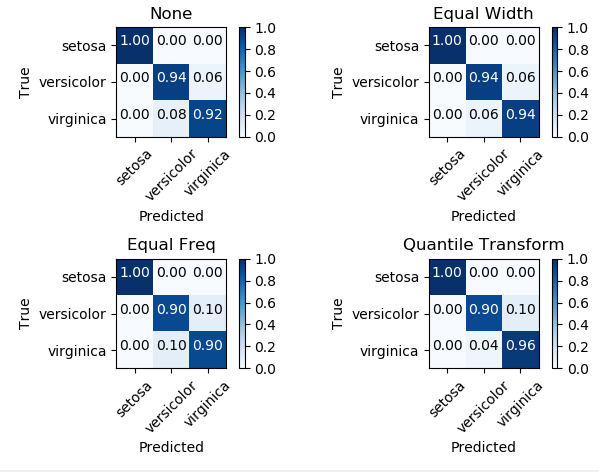 None
setosa 1.00 0.00 0.00
versicolor 0.00 0.94 0.06
virginica 0.00 0.08 0.92
True
setosa versicolor virginica
Predicted
1.0
0.8
0.6
0.4
0.2
0.0
Equal Width
setosa 1.00 0.00 0.00
versicolor 0.00 0.94 0.06
virginica 0.00 0.06 0.94
True
setosa versicolor virginica
Predicted
1.0
0.8
0.6
0.4
0.2
0.0
Equal Freq
setosa 1.00 0.00 0.00
versicolor 0.00 0.90 0.10
virginica 0.00 0.10 0.90
True
setosa versicolor virginica
Predicted
1.0
0.8
0.6
0.4
0.2
0.0
Quantile Transform
setosa 1.00 0.00 0.00
versicolor 0.00 0.90 0.10
virginica 0.00 0.04 0.96
True
setosa versicolor virginica
Predicted
1.0
0.8
0.6
0.4
0.2
0.0